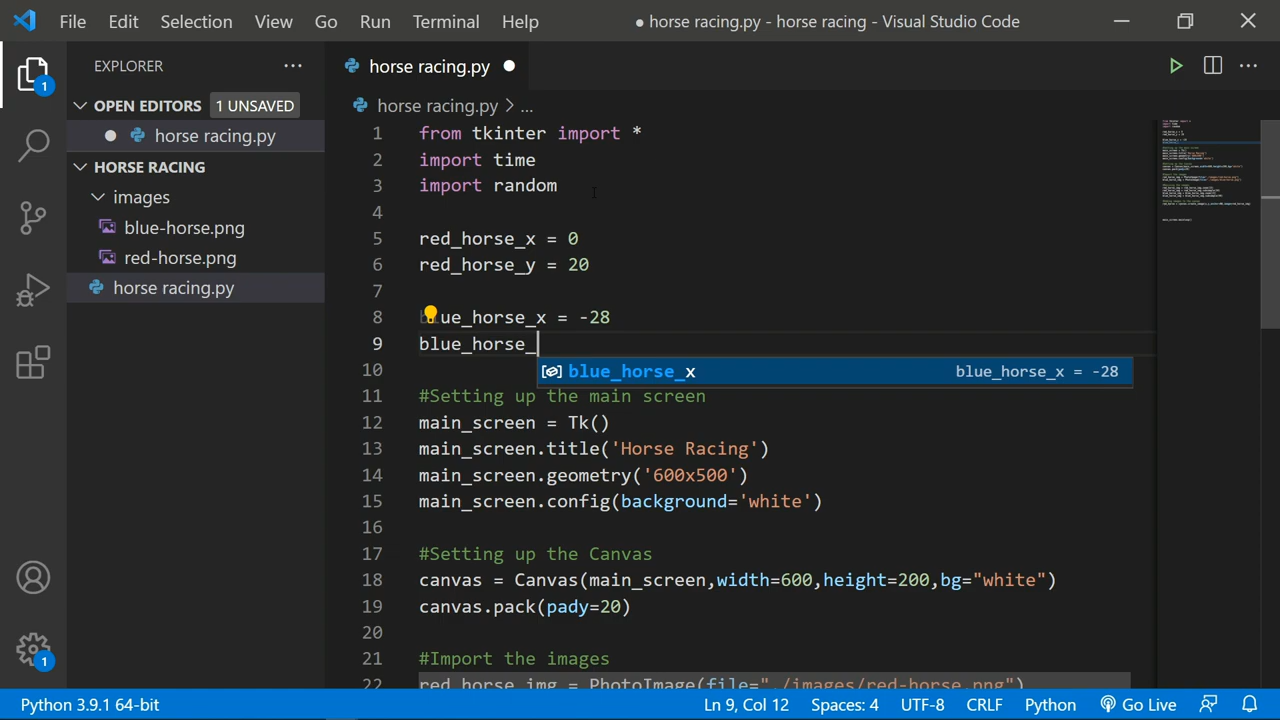 File Edit Selection View Go Run Terminal Help ● horse racing.py - horse racing - Visual Studio Code
EXPLORER
OPEN EDITORS 1 UNSAVED
horse racing.py
HORSE RACING
images
blue-horse.png
red-horse.png
horse racing.py
1
1
horse racing.py
horse racing.py > ...
1 from tkinter import *
2 import time
3 import random
4
5 red_horse_x = 0
6 red_horse_y = 20
7
8 blue_horse_x = -28
9 blue_horse_
blue_horse_x blue_horse_x = -28
10
11 #Setting up the main screen
12 main_screen = Tk()
13 main_screen.title('Horse Racing')
14 main_screen.geometry('600x500')
15 main_screen.config(background='white')
16
17 #Setting up the Canvas
18 canvas = Canvas(main_screen,width=600,height=200,bg="white")
19 canvas.pack(pady=20)
20
21 #Import the images
22 red_horse_img = PhotoImage(file="./images/red-horse.png")
Python 3.9.1 64-bit Ln 9, Col 12 Spaces: 4 UTF-8 CRLF Python Go Live